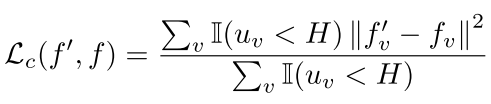 \mathcal{L}_c(f', f) = \frac{\sum_v \mathbb{I}(u_v < H) \left\| f'_v - f_v \right\|^2}{\sum_v \mathbb{I}(u_v < H)}